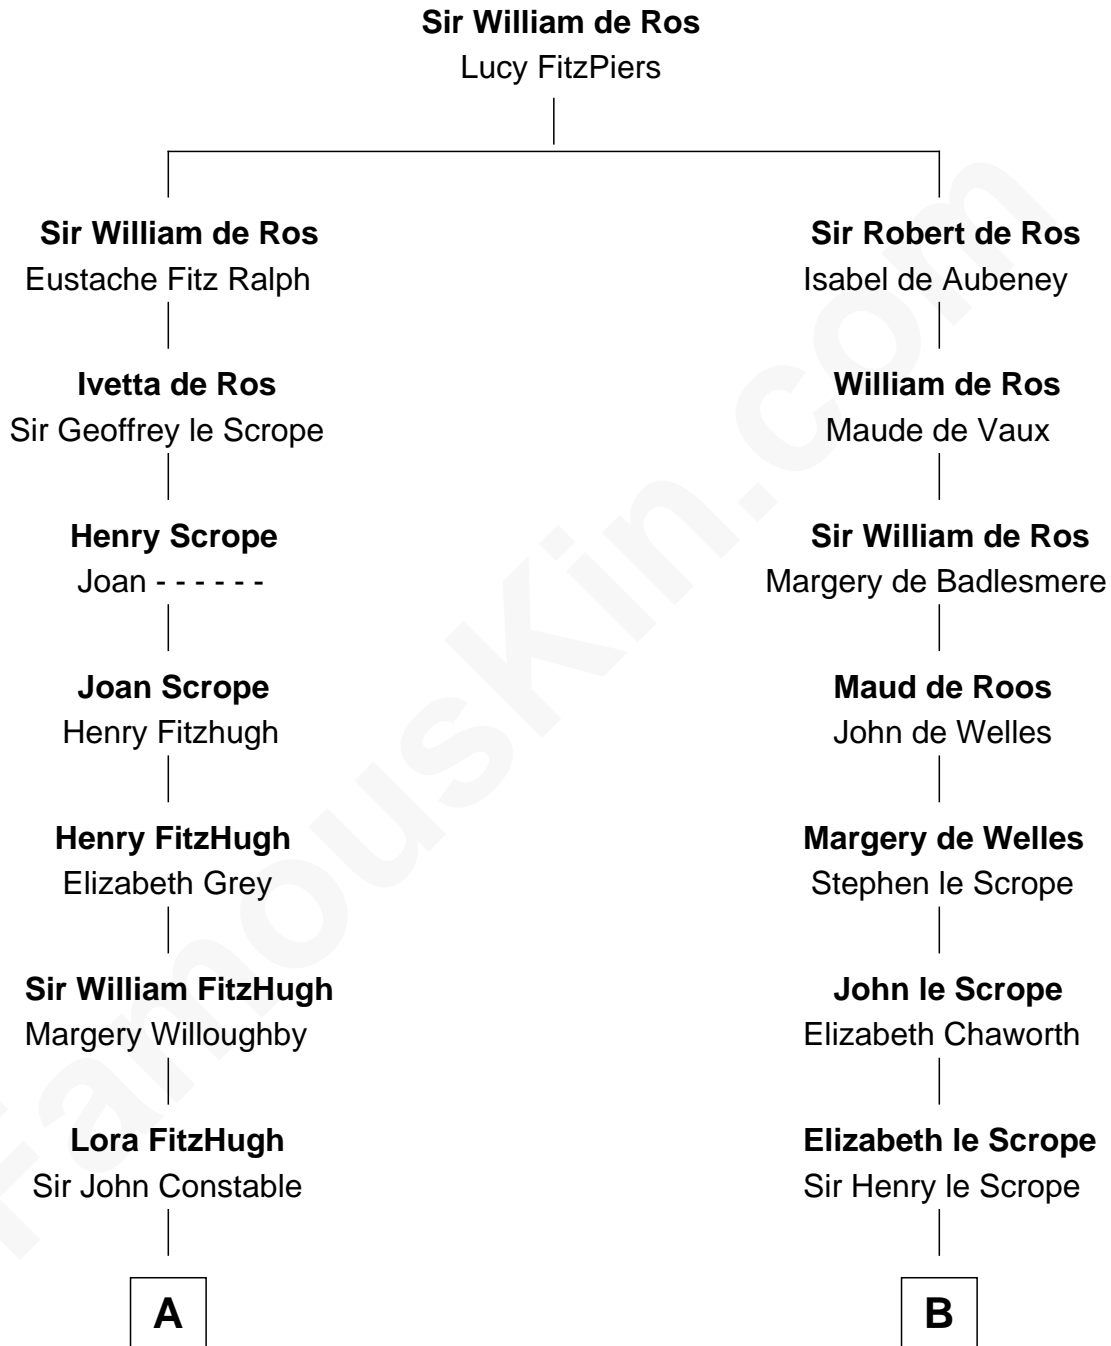 Sir William de Ros
Lucy FitzPiers
Sir William de Ros
Eustache Fitz Ralph
Sir Robert de Ros
Isabel de Aubeney
Ivetta de Ros
Sir Geoffrey le Scrope
William de Ros
Maude de Vaux
Henry Scrope
Joan - - - - - -
Sir William de Ros
Margery de Badlesmere
Joan Scrope
Henry Fitzhugh
Maud de Roos
John de Welles
Henry FitzHugh
Elizabeth Grey
Margery de Welles
Stephen le Scrope
Sir William FitzHugh
Margery Willoughby
John le Scrope
Elizabeth Chaworth
Lora FitzHugh
Sir John Constable
Elizabeth le Scrope
Sir Henry le Scrope
A
B
FamousKin.com